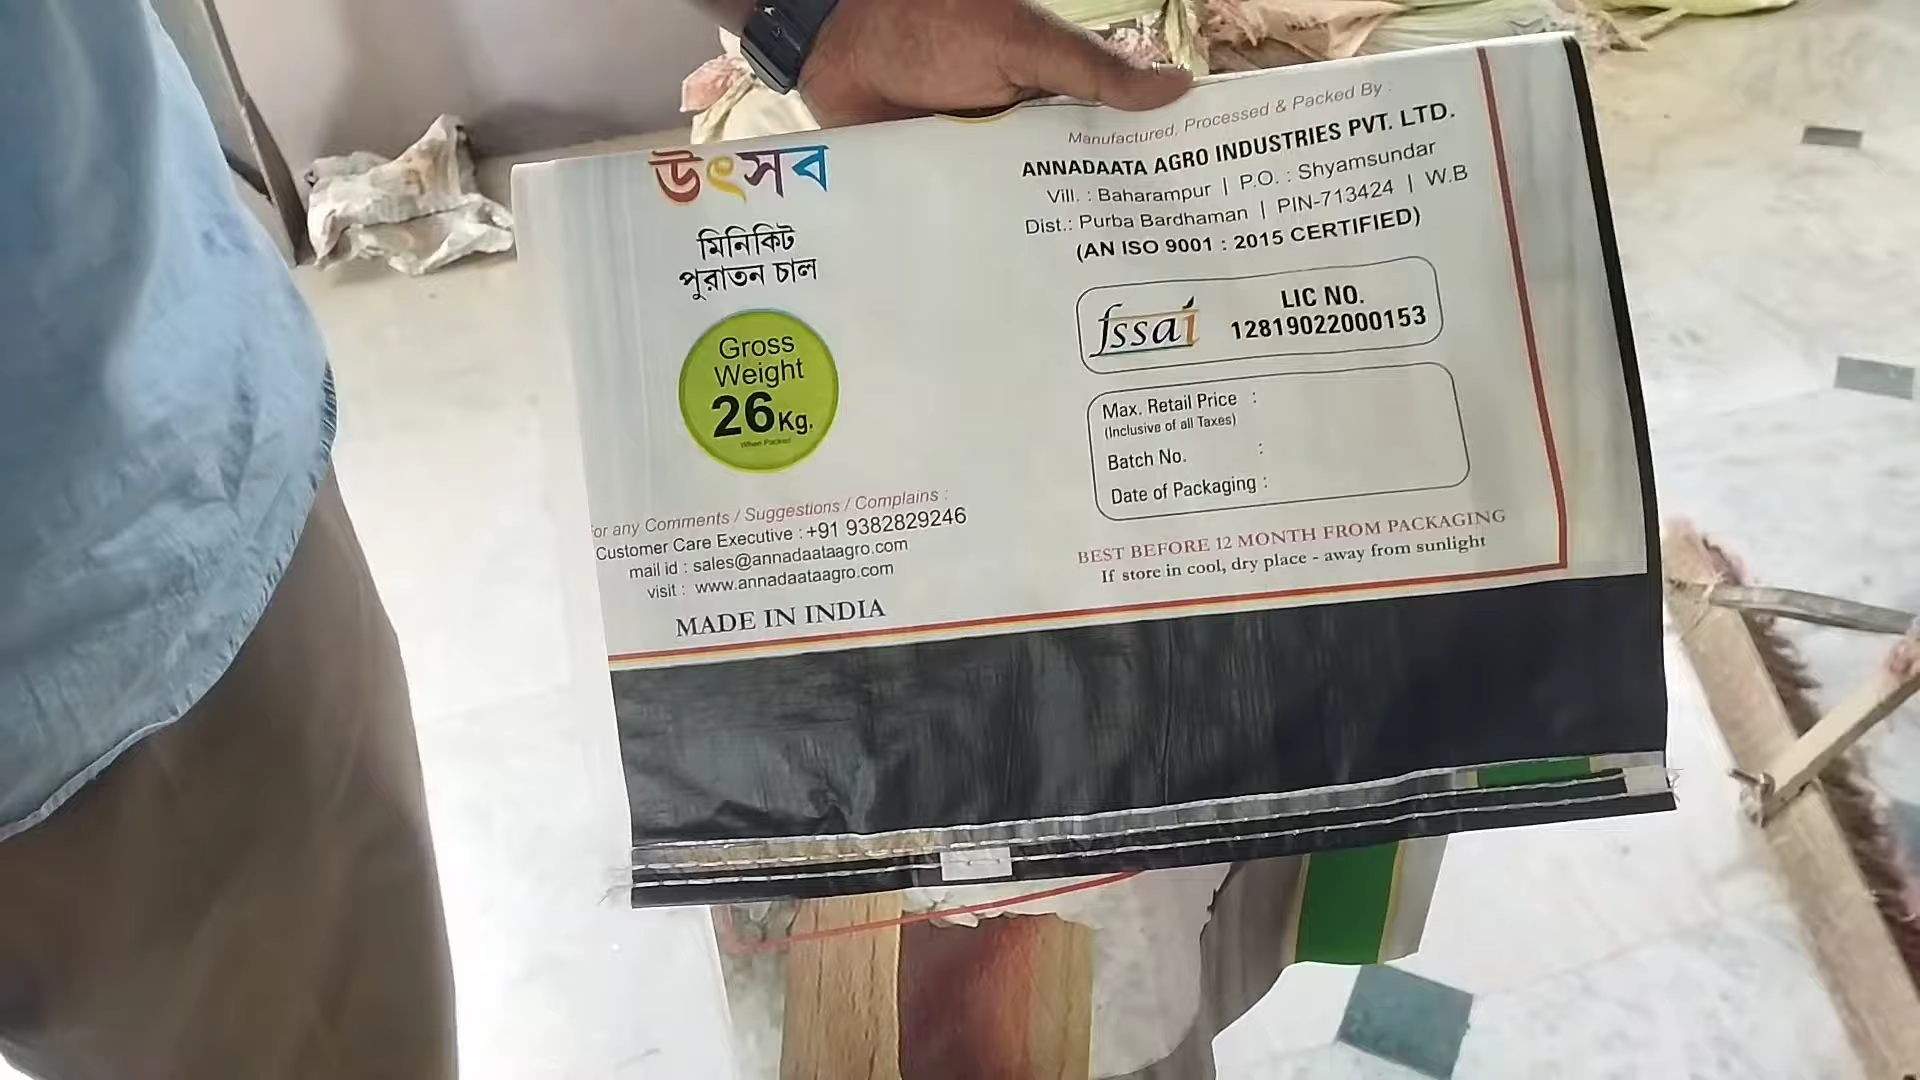 উৎসব
মিনিকিট
পুরাতন চাল
Gross
Weight
26Kg.
When Packed
or any Comments / Suggestions / Complains :
Customer Care Executive : +91 9382829246
mail id : sales@annadaataagro.com
visit : www.annadaataagro.com
MADE IN INDIA
Manufactured, Processed & Packed By :
ANNADAATA AGRO INDUSTRIES PVT. LTD.
Vill. : Baharampur | P.O. : Shyamsundar
Dist.: Purba Bardhaman | PIN-713424 | W.B
(AN ISO 9001 : 2015 CERTIFIED)
fssai
LIC NO.
12819022000153
Max. Retail Price :
(Inclusive of all Taxes)
Batch No. :
Date of Packaging :
BEST BEFORE 12 MONTH FROM PACKAGING
If store in cool, dry place - away from sunlight